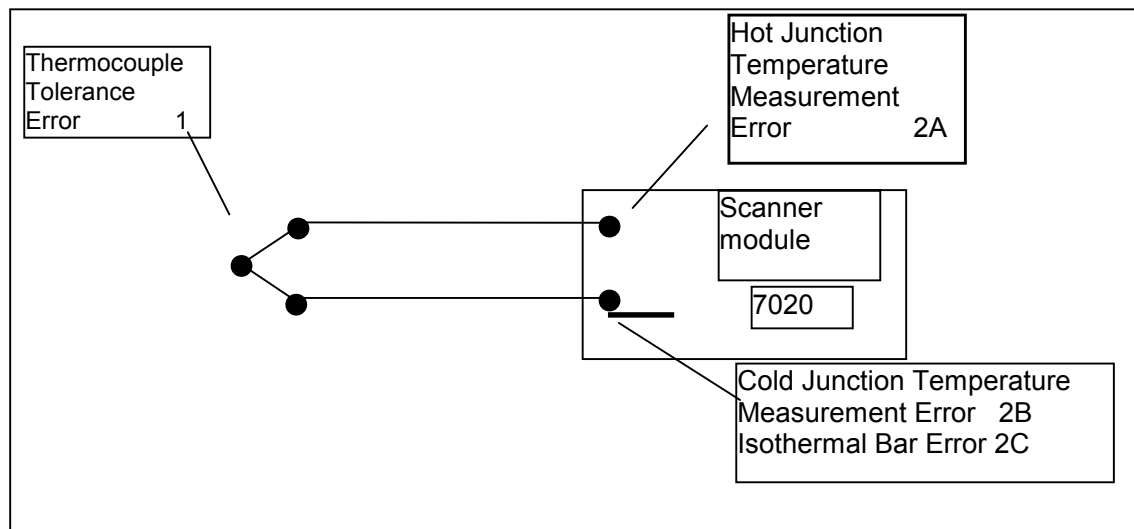 Thermocouple
Tolerance
Error 1
Hot Junction
Temperature
Measurement
Error 2A
Scanner
module
7020
Cold Junction Temperature
Measurement Error 2B
Isothermal Bar Error 2C